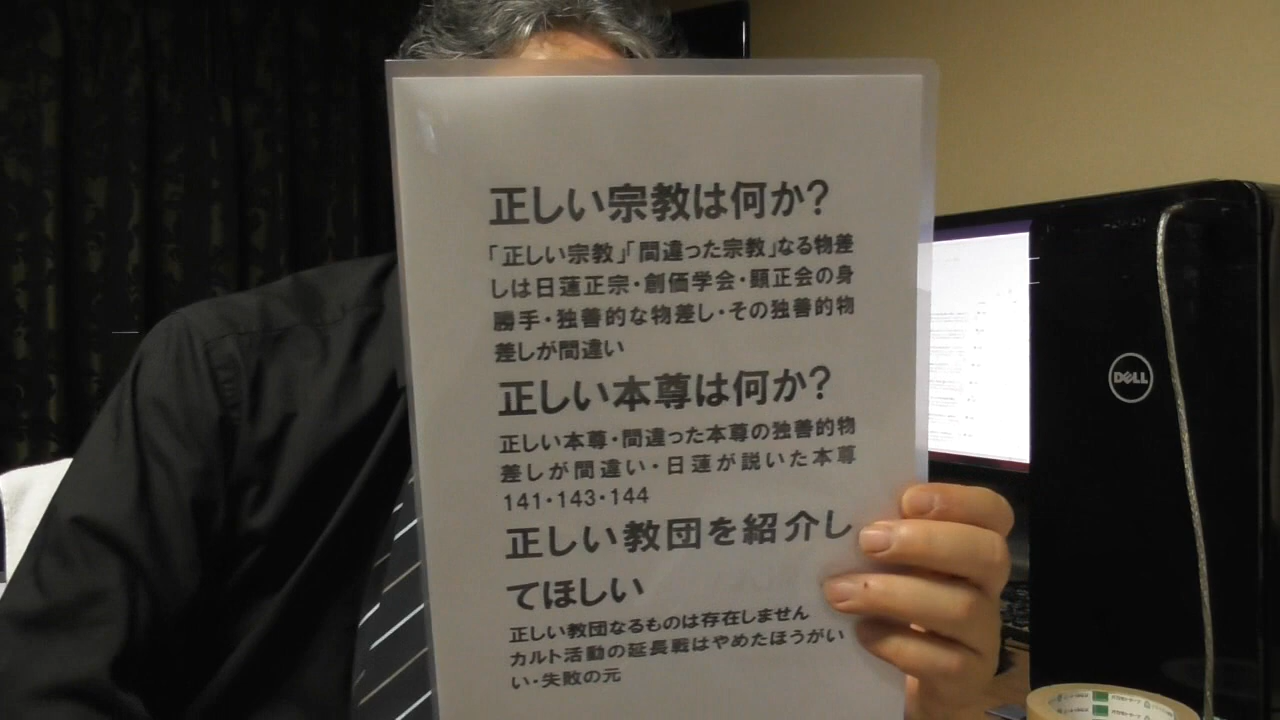 正しい宗教は何か?
「正しい宗教」「間違った宗教」なる物差
しは日蓮正宗・創価学会・顕正会の身
勝手・独善的な物差し・その独善的物
差しが間違い
正しい本尊は何か?
正しい本尊・間違った本尊の独善的物
差しが間違い・日蓮が説いた本尊
141・143・144
正しい教団を紹介し
てほしい
正しい教団なるものは存在しません
カルト活動の延長戦はやめたほうがい
い・失敗の元
DELL